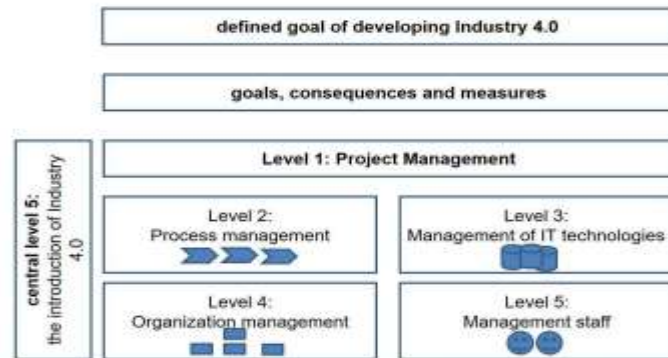 defined goal of developing Industry 4.0
goals, consequences and measures
central level 5:
the introduction of Industry
4.0
Level 1: Project Management
Level 2:
Process management
Level 3:
Management of IT technologies
Level 4:
Organization management
Level 5:
Management staff